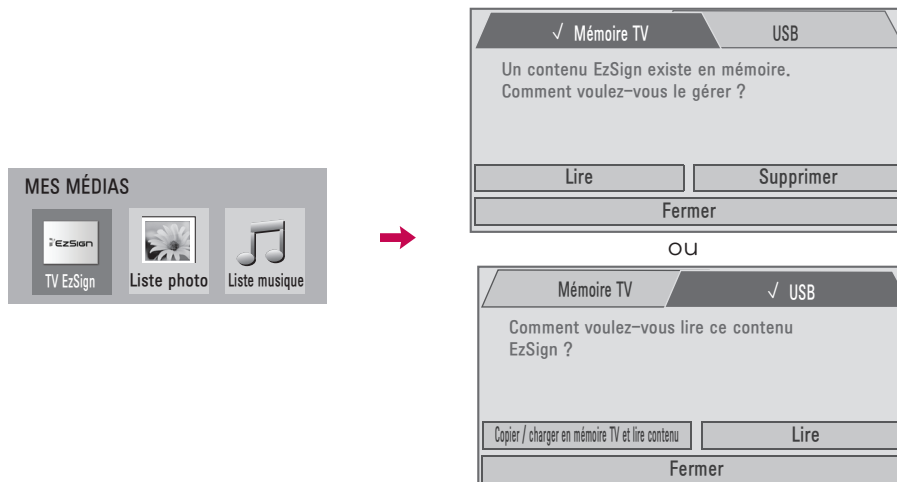 MES MÉDIAS
EzSign
TV EzSign
Liste photo
Liste musique
√ Mémoire TV
USB
Un contenu EzSign existe en mémoire.
Comment voulez-vous le gérer ?
Lire
Supprimer
Fermer
ou
Mémoire TV
√ USB
Comment voulez-vous lire ce contenu
EzSign ?
Copier / charger en mémoire TV et lire contenu
Lire
Fermer